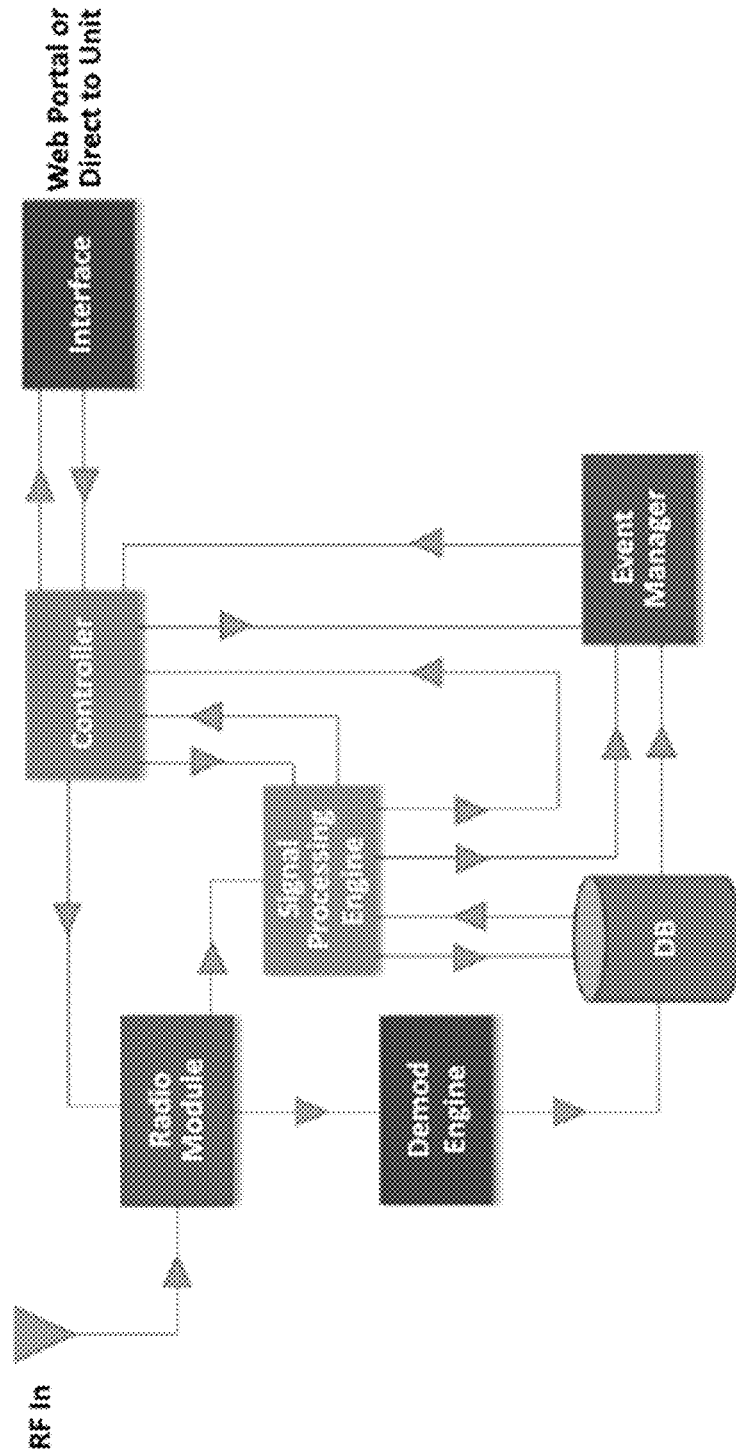 RF In
Radio
Module
Demod
Engine
Signal
Processing
Engine
DB
Controller
Event
Manager
Interface
Web Portal or
Direct to Unit